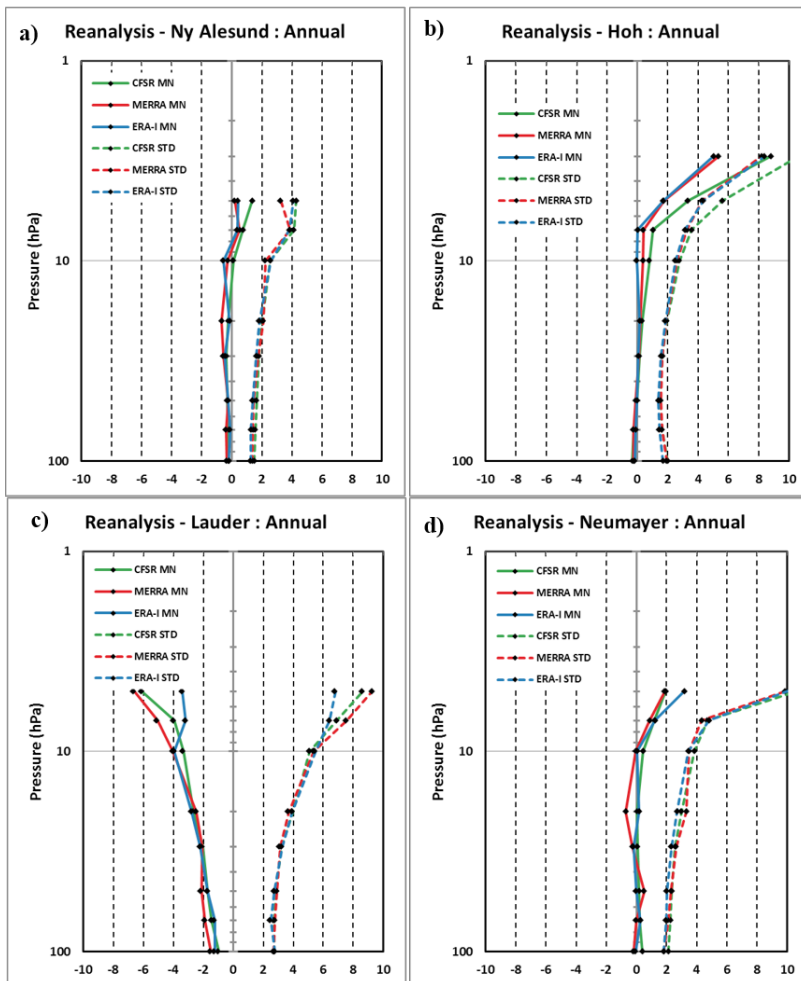 a) Reanalysis - Ny Alesund : Annual
CFSR MN
MERRA MN
ERA-I MN
CFSR STD
MERRA STD
ERA-I STD
Pressure (hPa)
1
10
100
-10 -8 -6 -4 -2 0 2 4 6 8 10
b) Reanalysis - Hoh : Annual
CFSR MN
MERRA MN
ERA-I MN
CFSR STD
MERRA STD
ERA-I STD
Pressure (hPa)
1
10
100
-10 -8 -6 -4 -2 0 2 4 6 8 10
c) Reanalysis - Lauder : Annual
CFSR MN
MERRA MN
ERA-I MN
CFSR STD
MERRA STD
ERA-I STD
Pressure (hPa)
1
10
100
-10 -8 -6 -4 -2 0 2 4 6 8 10
d) Reanalysis - Neumayer : Annual
CFSR MN
MERRA MN
ERA-I MN
CFSR STD
MERRA STD
ERA-I STD
Pressure (hPa)
1
10
100
-10 -8 -6 -4 -2 0 2 4 6 8 10